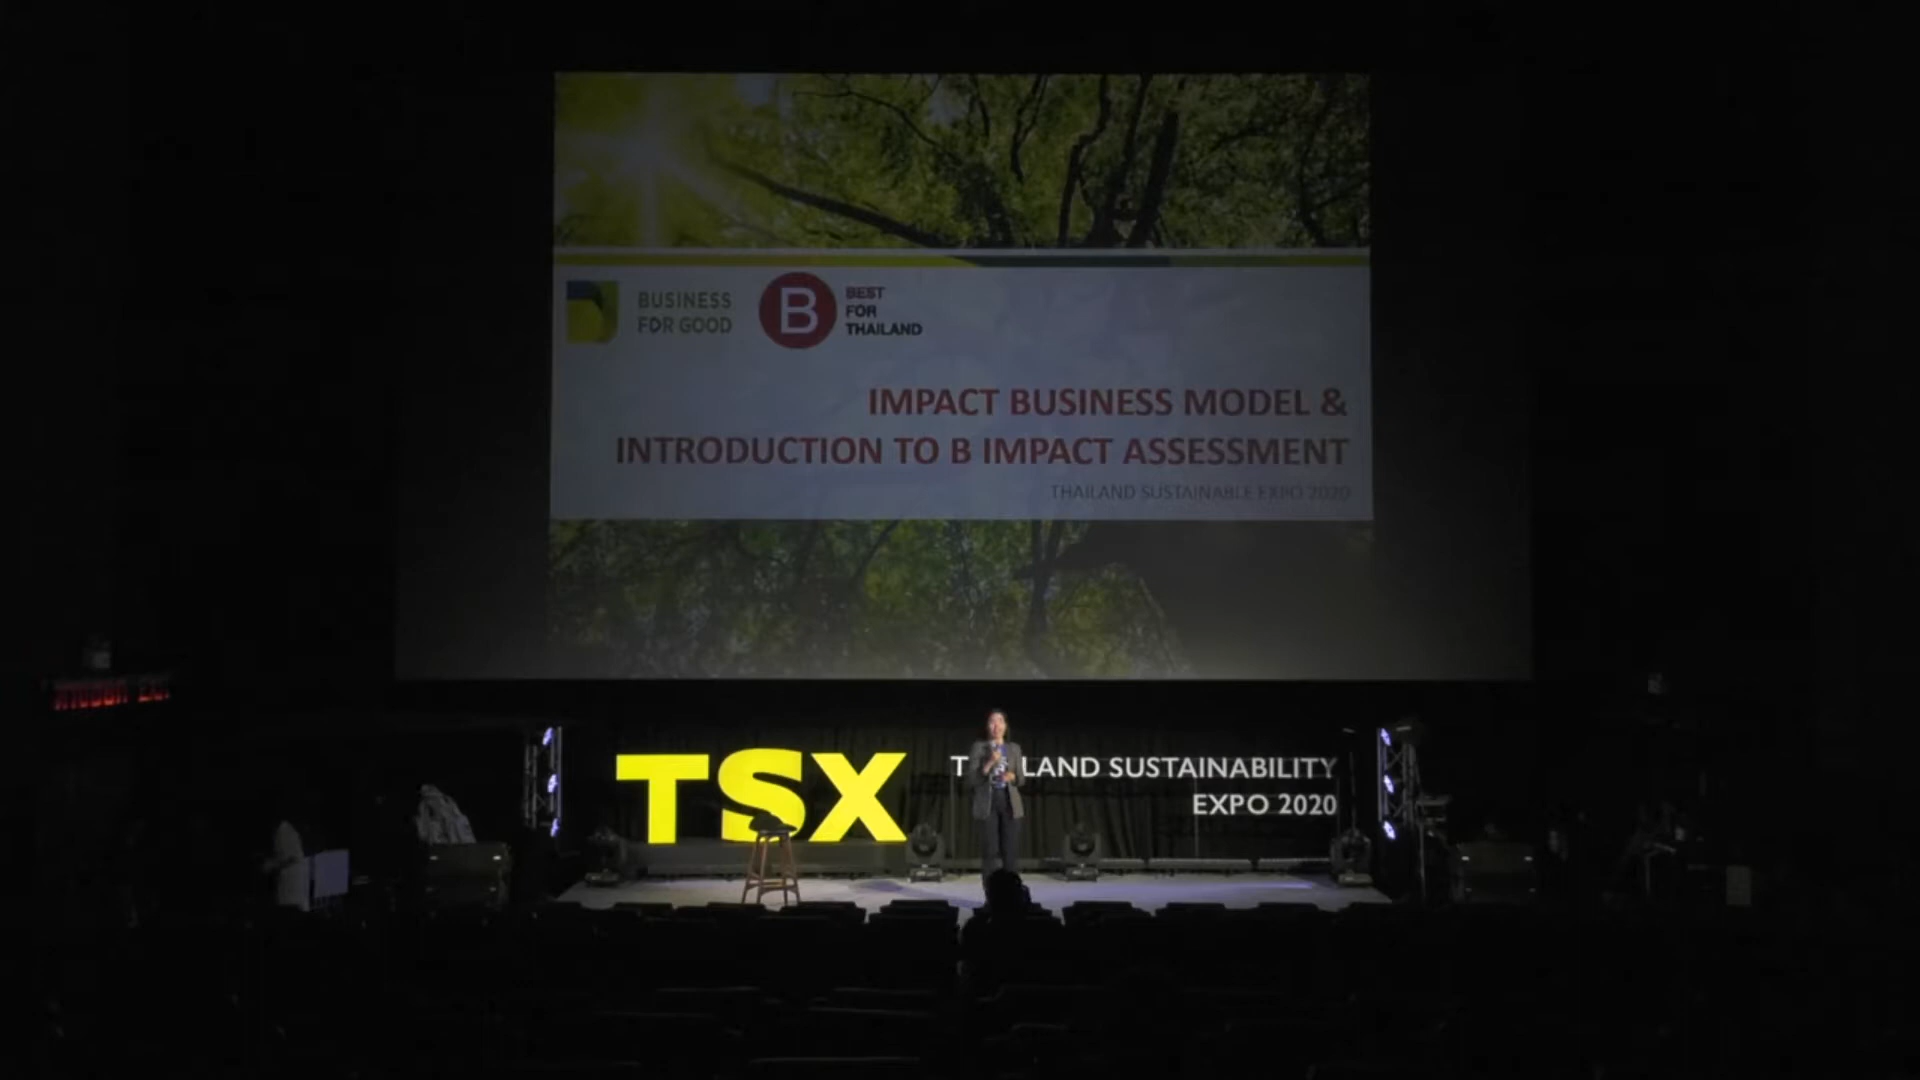 BUSINESS
FOR GOOD
B
BEST
FOR
THAILAND
IMPACT BUSINESS MODEL &
INTRODUCTION TO B IMPACT ASSESSMENT
THAILAND SUSTAINABLE EXPO 2020
TSX
T LAND SUSTAINABILITY
EXPO 2020